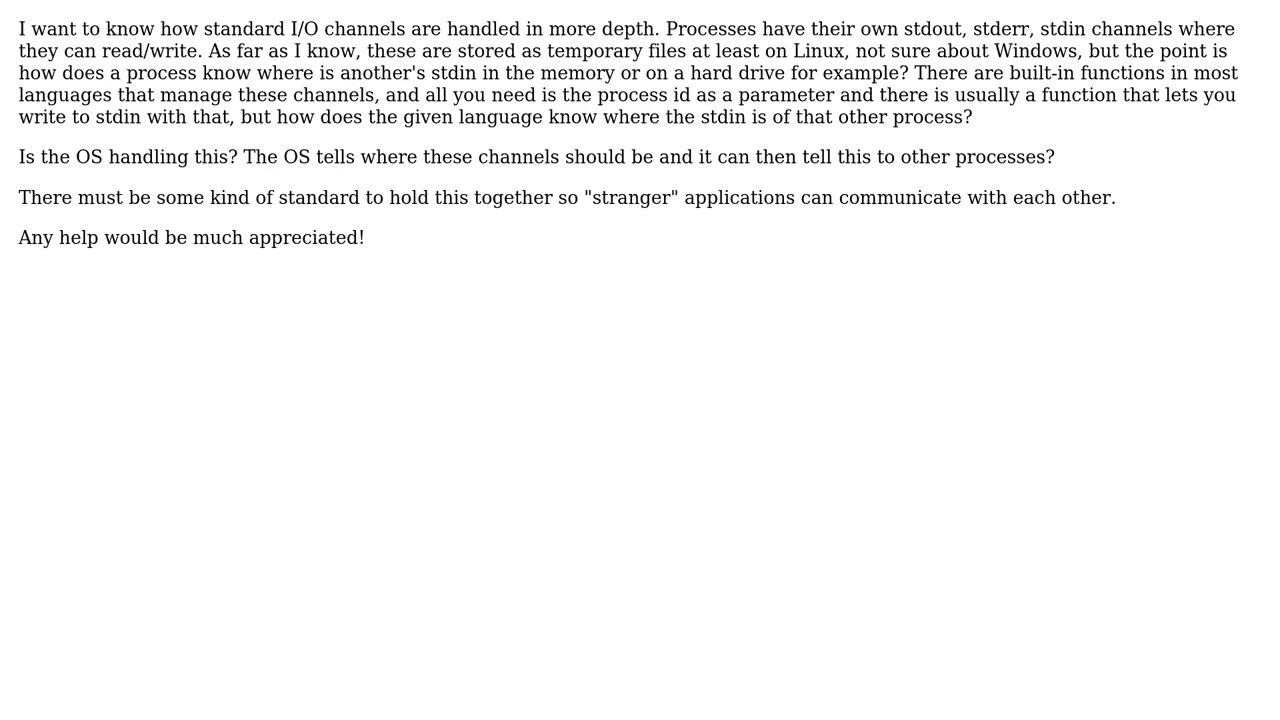 I want to know how standard I/O channels are handled in more depth. Processes have their own stdout, stderr, stdin channels where
they can read/write. As far as I know, these are stored as temporary files at least on Linux, not sure about Windows, but the point is
how does a process know where is another's stdin in the memory or on a hard drive for example? There are built-in functions in most
languages that manage these channels, and all you need is the process id as a parameter and there is usually a function that lets you
write to stdin with that, but how does the given language know where the stdin is of that other process?
Is the OS handling this? The OS tells where these channels should be and it can then tell this to other processes?
There must be some kind of standard to hold this together so "stranger" applications can communicate with each other.
Any help would be much appreciated!